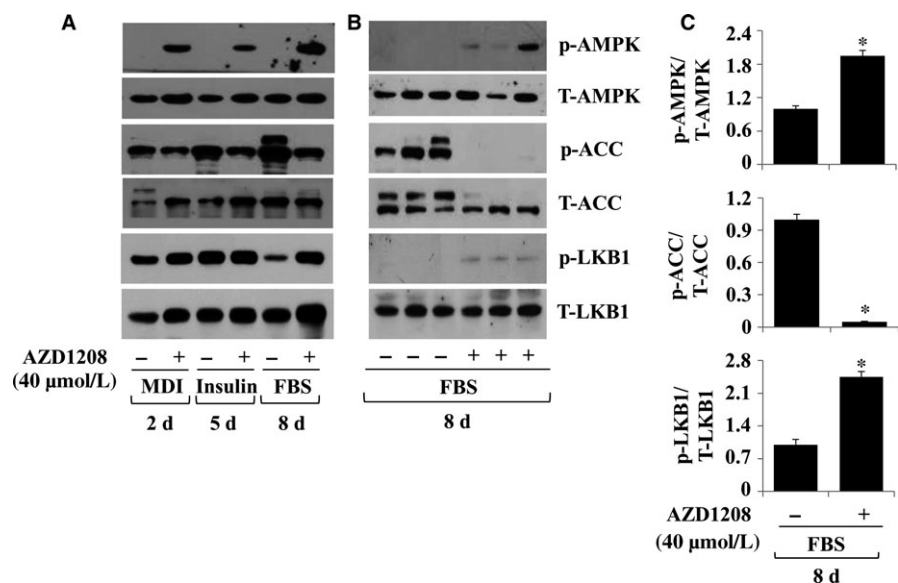 A
B
C
p-AMPK
T-AMPK
p-ACC
T-ACC
p-LKB1
T-LKB1
AZD1208
(40 µmol/L)
– + – + – +
MDI Insulin FBS
2 d 5 d 8 d
– – – + + +
FBS
8 d
p-AMPK/
T-AMPK
2.4
1.8
1.2
0.6
0
*
p-ACC/
T-ACC
1.2
0.9
0.6
0.3
0
*
p-LKB1/
T-LKB1
2.8
2.1
1.4
0.7
0
*
AZD1208
(40 µmol/L)
– +
FBS
8 d